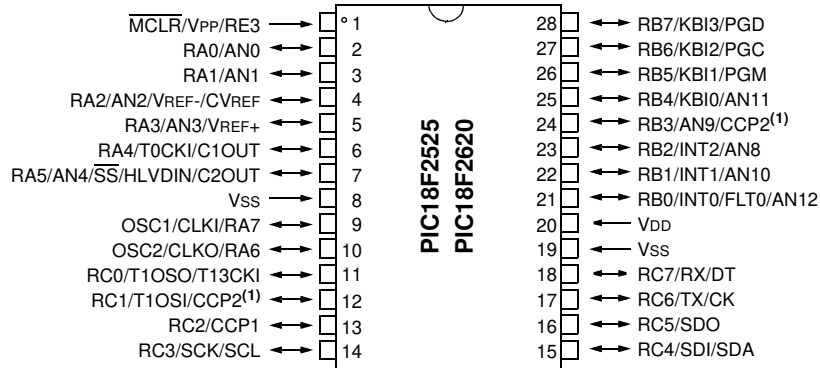 MCLR/VPP/RE3 1 28 RB7/KBI3/PGD
RA0/AN0 2 27 RB6/KBI2/PGC
RA1/AN1 3 26 RB5/KBI1/PGM
RA2/AN2/VREF-/CVREF 4 25 RB4/KBI0/AN11
RA3/AN3/VREF+ 5 24 RB3/AN9/CCP2(1)
RA4/T0CKI/C1OUT 6 23 RB2/INT2/AN8
RA5/AN4/SS/HLVDIN/C2OUT 7 22 RB1/INT1/AN10
VSS 8 21 RB0/INT0/FLT0/AN12
OSC1/CLKI/RA7 9 20 VDD
OSC2/CLKO/RA6 10 19 VSS
RC0/T1OSO/T13CKI 11 18 RC7/RX/DT
RC1/T1OSI/CCP2(1) 12 17 RC6/TX/CK
RC2/CCP1 13 16 RC5/SDO
RC3/SCK/SCL 14 15 RC4/SDI/SDA
PIC18F2525
PIC18F2620